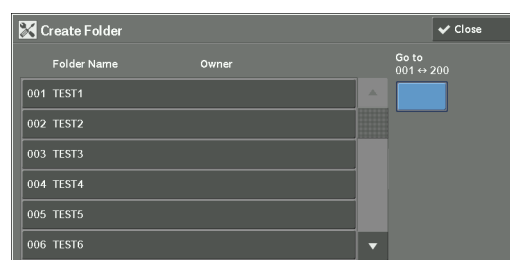 Create Folder
✔ Close
Folder Name Owner
Go to
001 ↔ 200
001 TEST1
002 TEST2
003 TEST3
004 TEST4
005 TEST5
006 TEST6